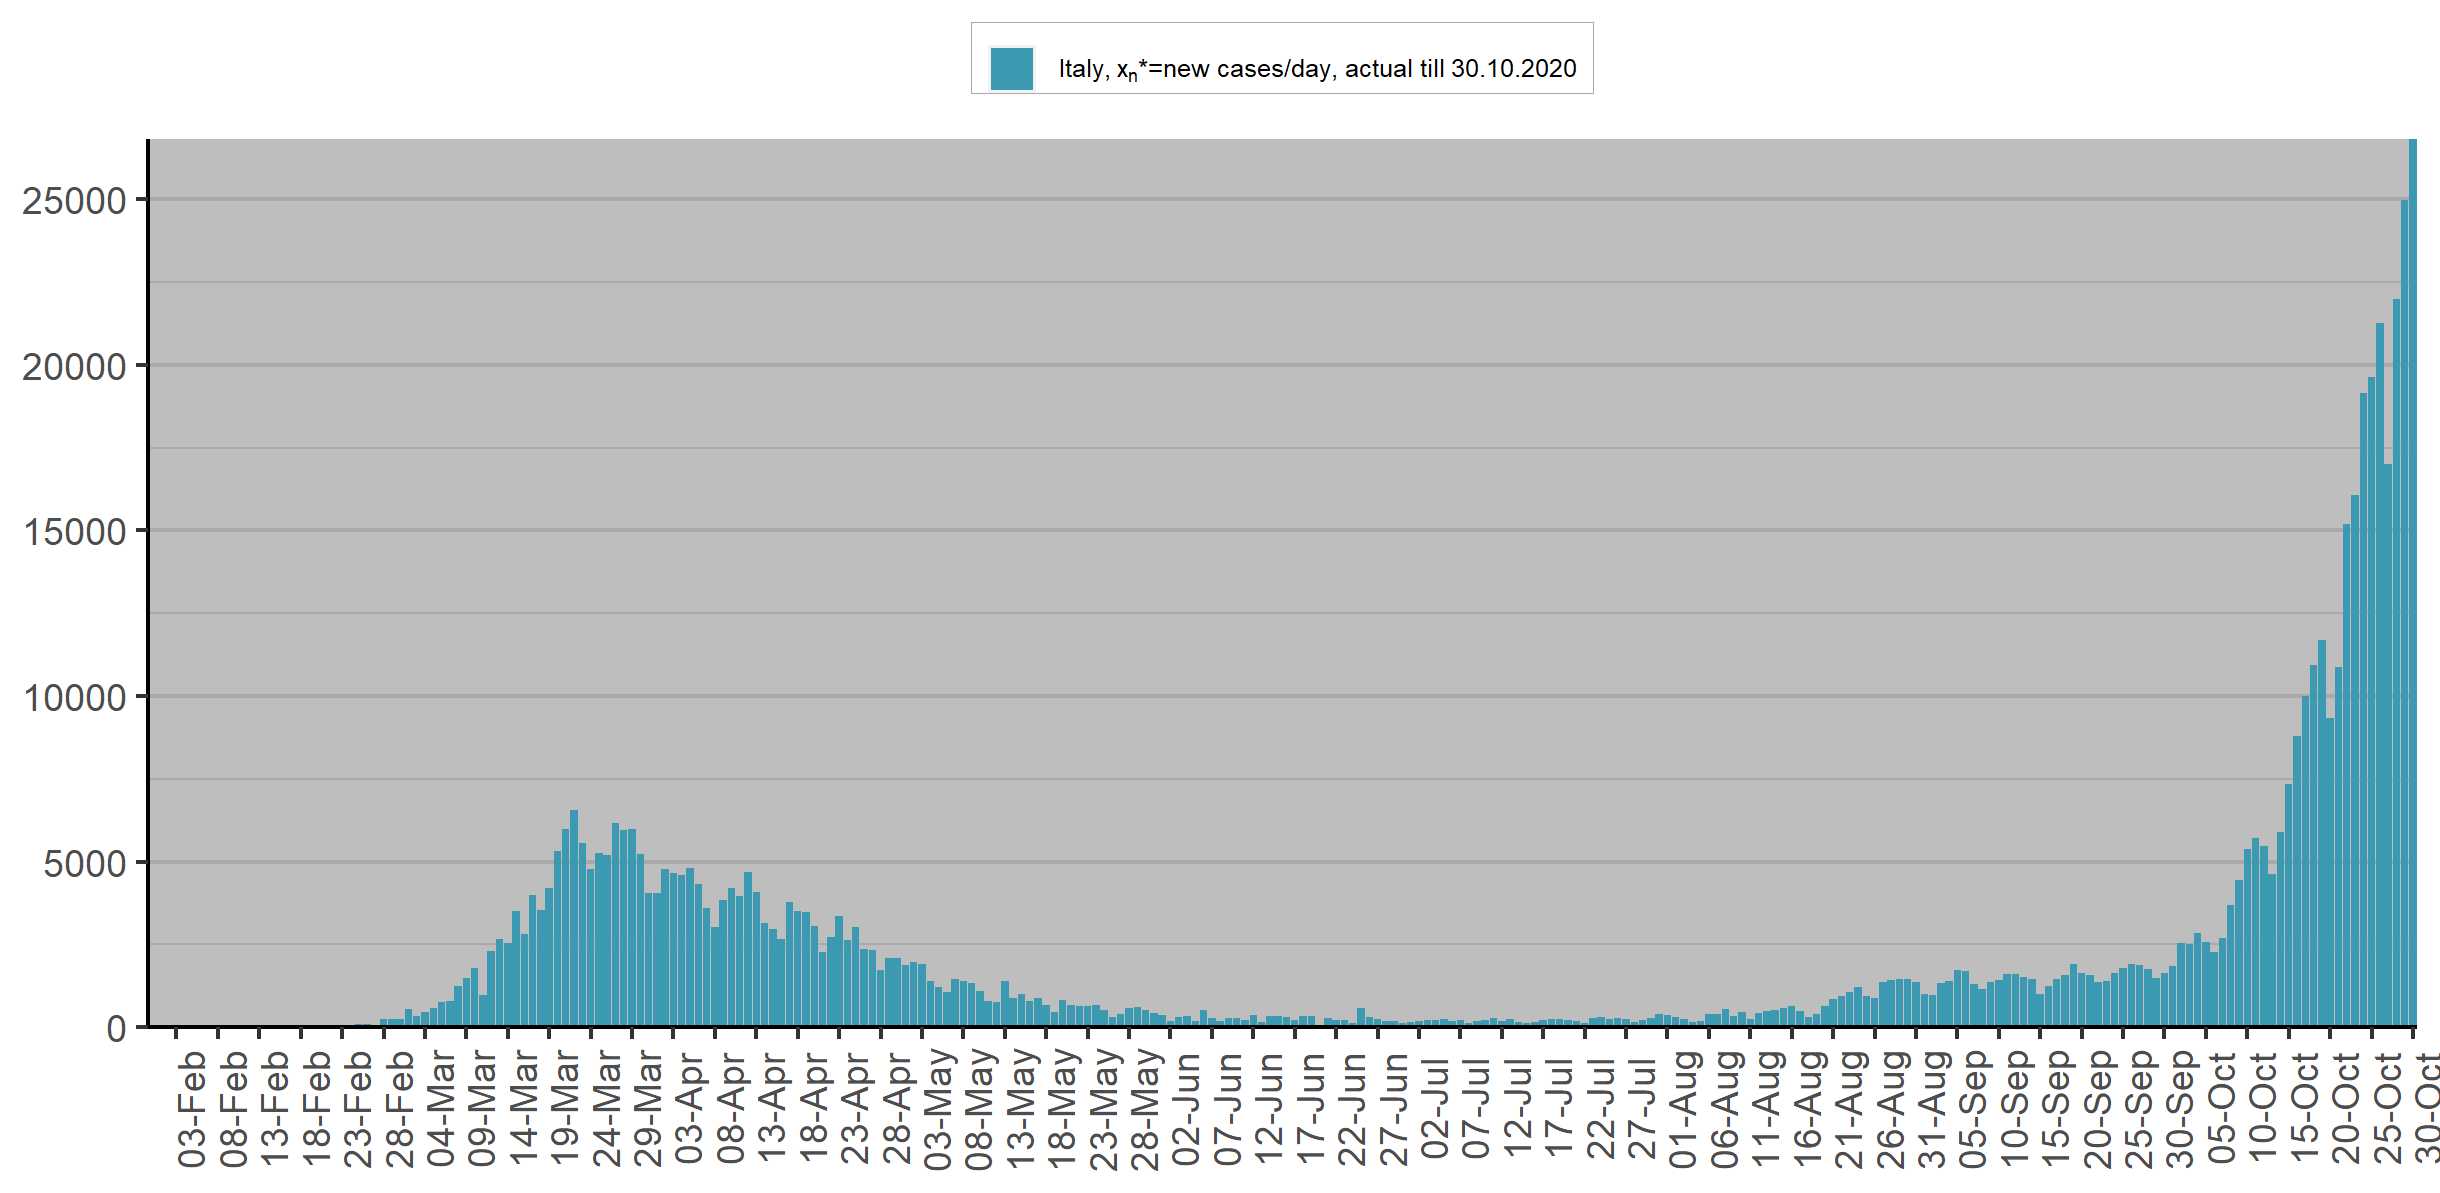 Italy, xn*=new cases/day, actual till 30.10.2020
25000
20000
15000
10000
5000
0
03-Feb
08-Feb
13-Feb
18-Feb
23-Feb
28-Feb
04-Mar
09-Mar
14-Mar
19-Mar
24-Mar
29-Mar
03-Apr
08-Apr
13-Apr
18-Apr
23-Apr
28-Apr
03-May
08-May
13-May
18-May
23-May
28-May
02-Jun
07-Jun
12-Jun
17-Jun
22-Jun
27-Jun
02-Jul
07-Jul
12-Jul
17-Jul
22-Jul
27-Jul
01-Aug
06-Aug
11-Aug
16-Aug
21-Aug
26-Aug
31-Aug
05-Sep
10-Sep
15-Sep
20-Sep
25-Sep
30-Sep
05-Oct
10-Oct
15-Oct
20-Oct
25-Oct
30-Oct